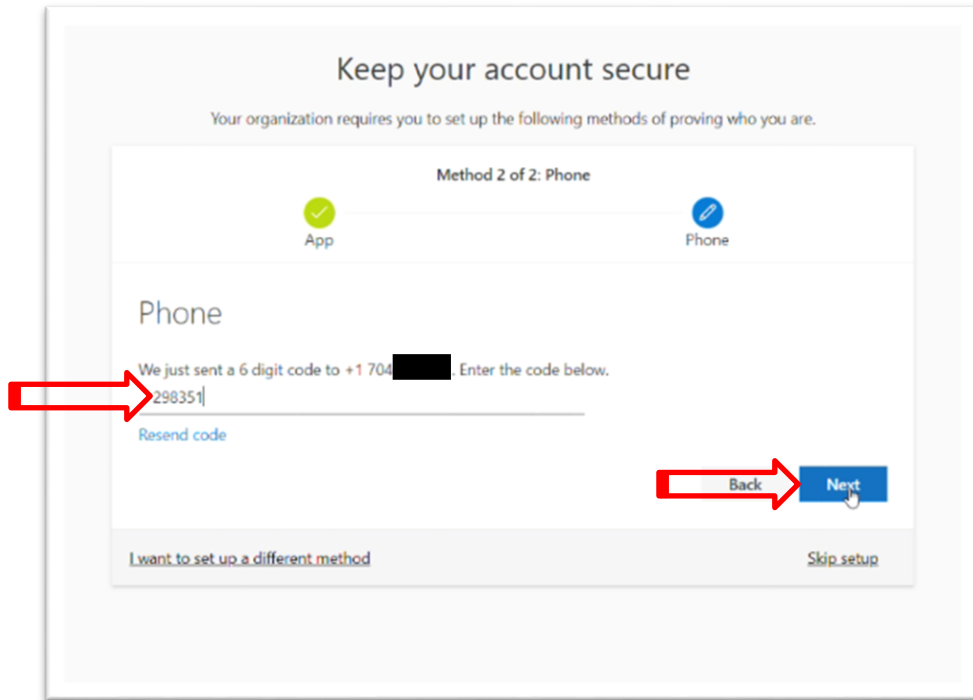 Keep your account secure
Your organization requires you to set up the following methods of proving who you are.
Method 2 of 2: Phone
App
Phone
Phone
We just sent a 6 digit code to +1 704 . Enter the code below.
298351
Resend code
Back
Next
I want to set up a different method
Skip setup